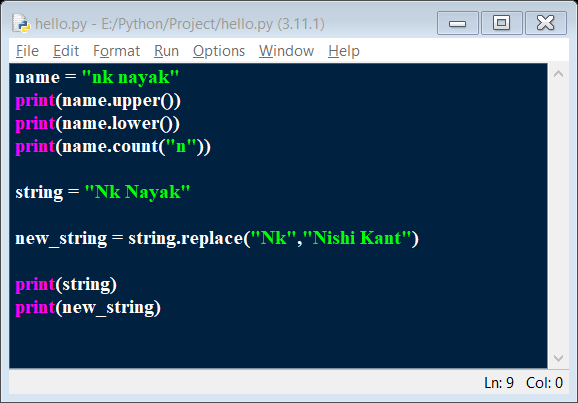 hello.py - E:/Python/Project/hello.py (3.11.1)
File Edit Format Run Options Window Help
name = "nk nayak"
print(name.upper())
print(name.lower())
print(name.count("n"))
string = "Nk Nayak"
new_string = string.replace("Nk","Nishi Kant")
print(string)
print(new_string)
Ln: 9 Col: 0